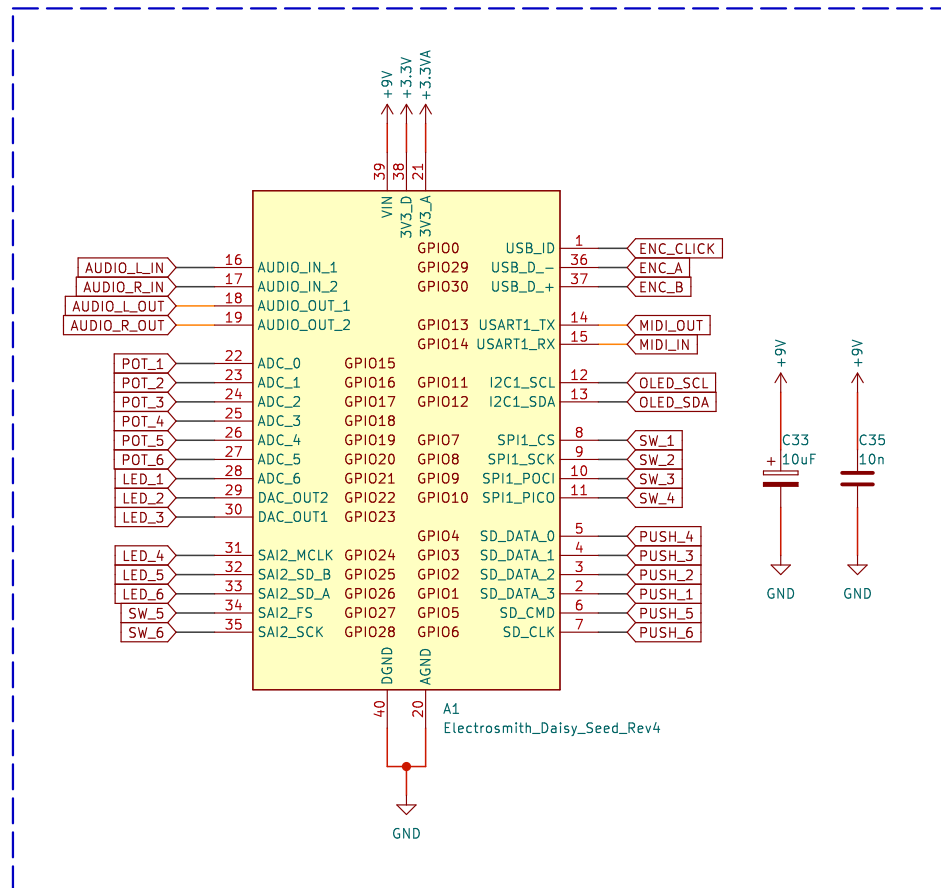 +9V
+3.3V
+3.3VA
39
38
21
VIN
3V3_D
3V3_A
GPIO0 USB_ID 1 ENC_CLICK
AUDIO_L_IN 16 AUDIO_IN_1 GPIO29 USB_D_- 36 ENC_A
AUDIO_R_IN 17 AUDIO_IN_2 GPIO30 USB_D_+ 37 ENC_B
AUDIO_L_OUT 18 AUDIO_OUT_1
AUDIO_R_OUT 19 AUDIO_OUT_2 GPIO13 USART1_TX 14 MIDI_OUT
GPIO14 USART1_RX 15 MIDI_IN
POT_1 22 ADC_0 GPIO15
POT_2 23 ADC_1 GPIO16 GPIO11 I2C1_SCL 12 OLED_SCL
POT_3 24 ADC_2 GPIO17 GPIO12 I2C1_SDA 13 OLED_SDA
POT_4 25 ADC_3 GPIO18
POT_5 26 ADC_4 GPIO19 GPIO7 SPI1_CS 8 SW_1
POT_6 27 ADC_5 GPIO20 GPIO8 SPI1_SCK 9 SW_2
LED_1 28 ADC_6 GPIO21 GPIO9 SPI1_POCI 10 SW_3
LED_2 29 DAC_OUT2 GPIO22 GPIO10 SPI1_PICO 11 SW_4
LED_3 30 DAC_OUT1 GPIO23
GPIO4 SD_DATA_0 5 PUSH_4
LED_4 31 SAI2_MCLK GPIO24 GPIO3 SD_DATA_1 4 PUSH_3
LED_5 32 SAI2_SD_B GPIO25 GPIO2 SD_DATA_2 3 PUSH_2
LED_6 33 SAI2_SD_A GPIO26 GPIO1 SD_DATA_3 2 PUSH_1
SW_5 34 SAI2_FS GPIO27 GPIO5 SD_CMD 6 PUSH_5
SW_6 35 SAI2_SCK GPIO28 GPIO6 SD_CLK 7 PUSH_6
DGND
AGND
40
20
A1
Electrosmith_Daisy_Seed_Rev4
GND
+9V
C33
+ 10uF
GND
+9V
C35
10n
GND